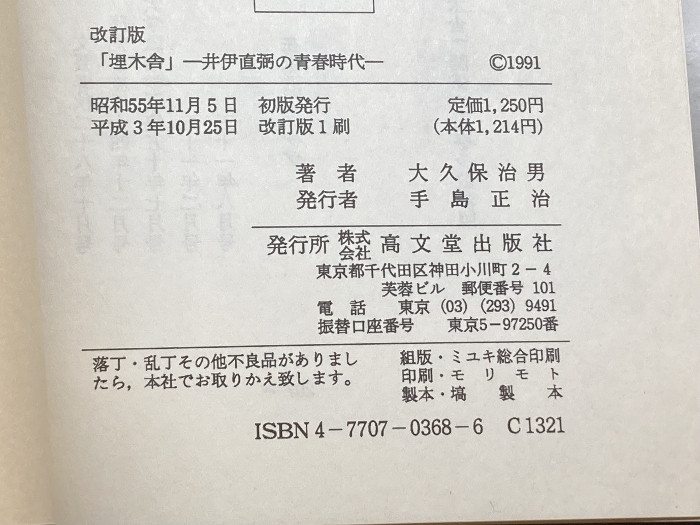 改訂版
「埋木舎」―井伊直弼の青春時代― ©1991
昭和55年11月5日 初版発行 定価1,250円
平成3年10月25日 改訂版1刷 (本体1,214円)
著者 大久保治男
発行者 手島正治
発行所 株式会社 高文堂出版社
東京都千代田区神田小川町2-4
芙蓉ビル 郵便番号 101
電話 東京 (03) (293) 9491
振替口座番号 東京5-97250番
落丁・乱丁その他不良品がありまし
たら,本社でお取りかえ致します。
組版・ミユキ総合印刷
印刷・モリモト
製本・塙製本
ISBN4-7707-0368-6 C1321